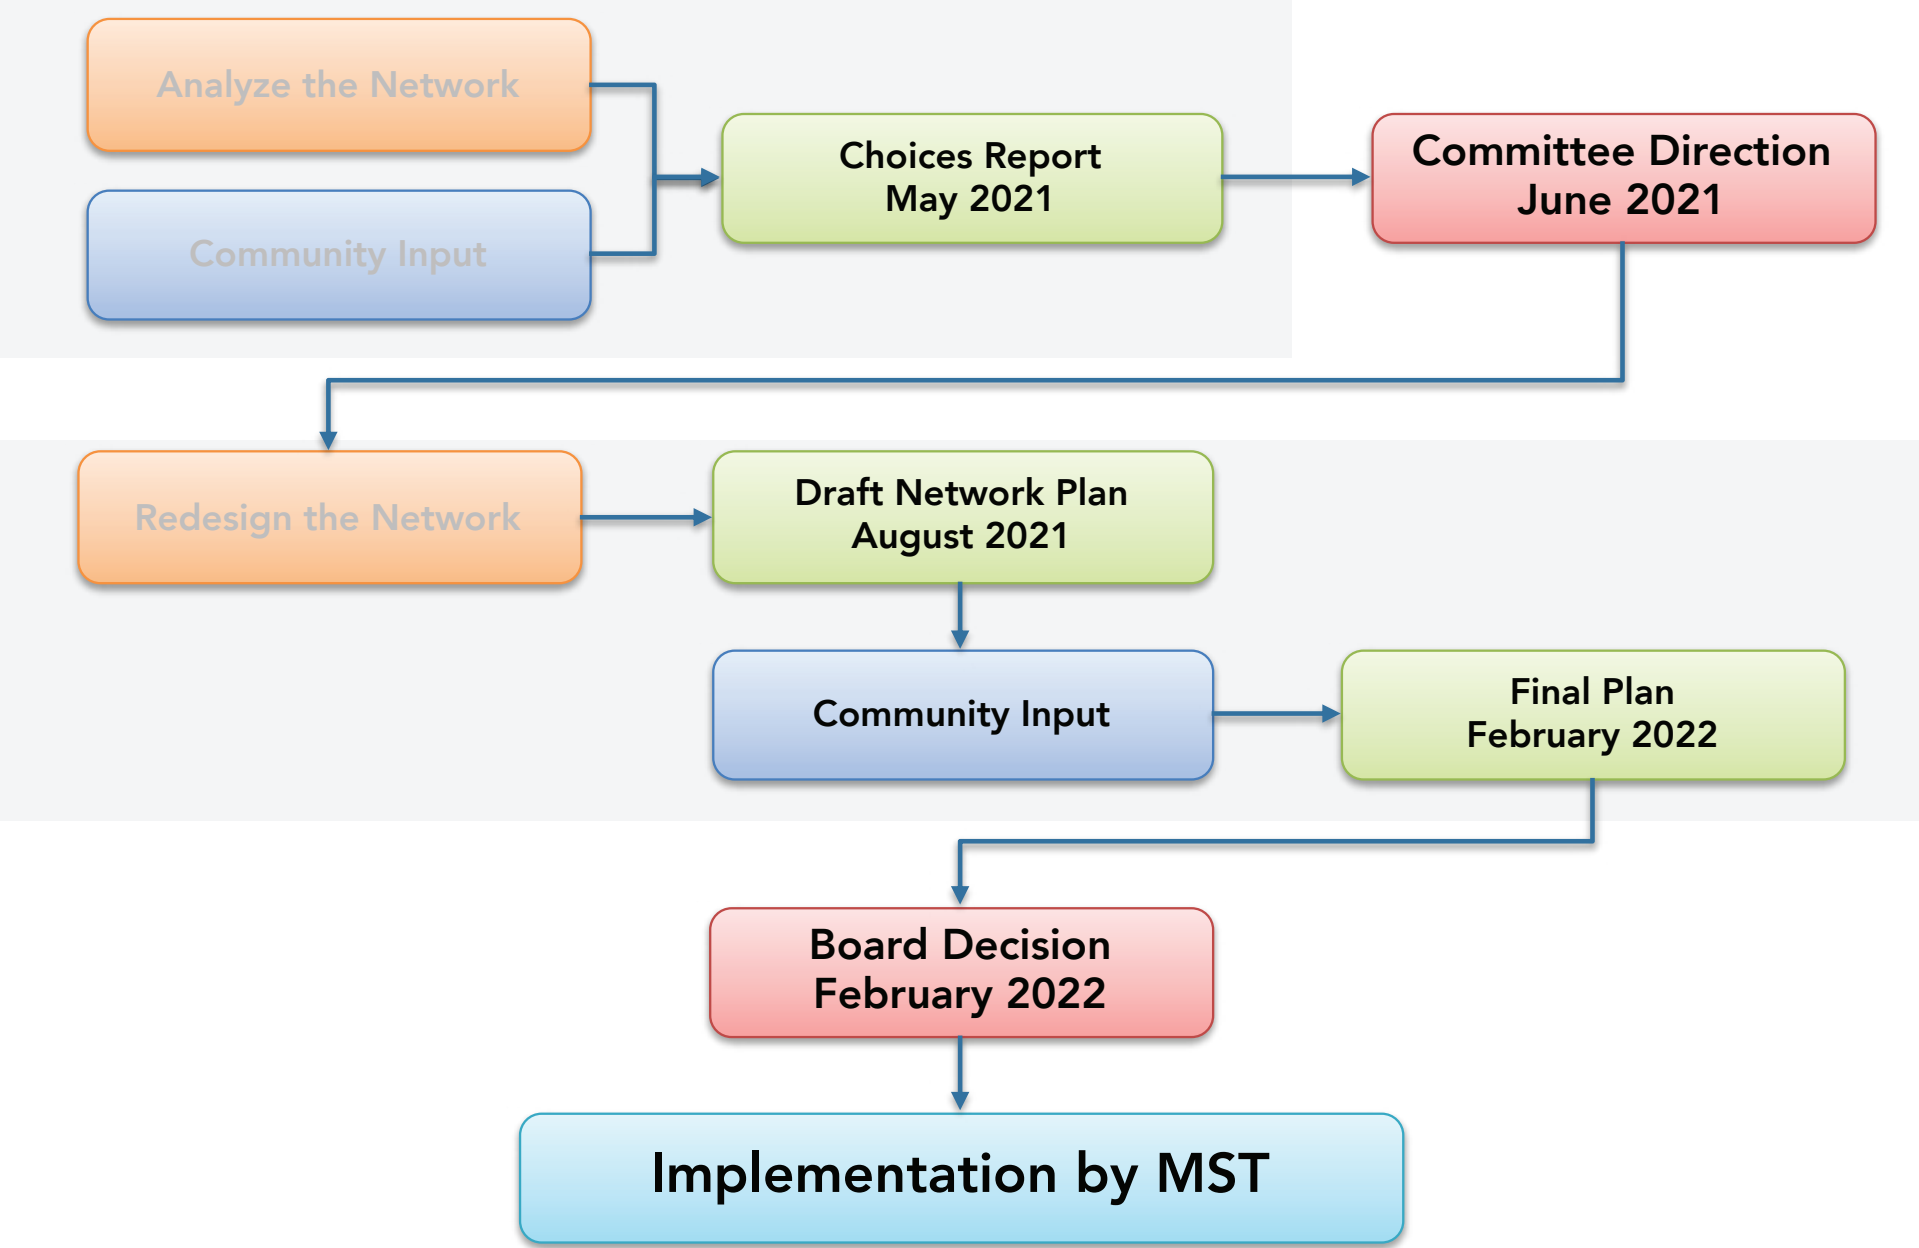 Analyze the Network
Community Input
Choices Report
May 2021
Committee Direction
June 2021
Redesign the Network
Draft Network Plan
August 2021
Community Input
Final Plan
February 2022
Board Decision
February 2022
Implementation by MST